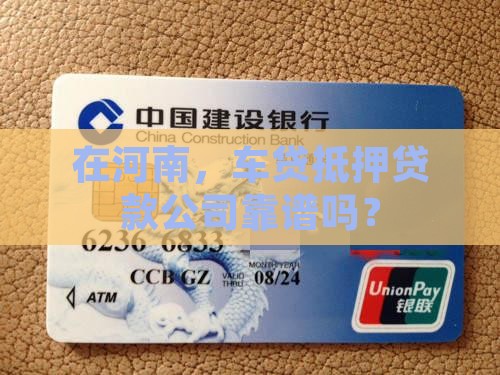 中国建设银行
China Construction Bank
在河南，车贷抵押贷
款公司靠谱吗？
6236 6833
MONTH/YEAR
CCB GZ VALID THRU 08/24
ATM
UnionPay
银联